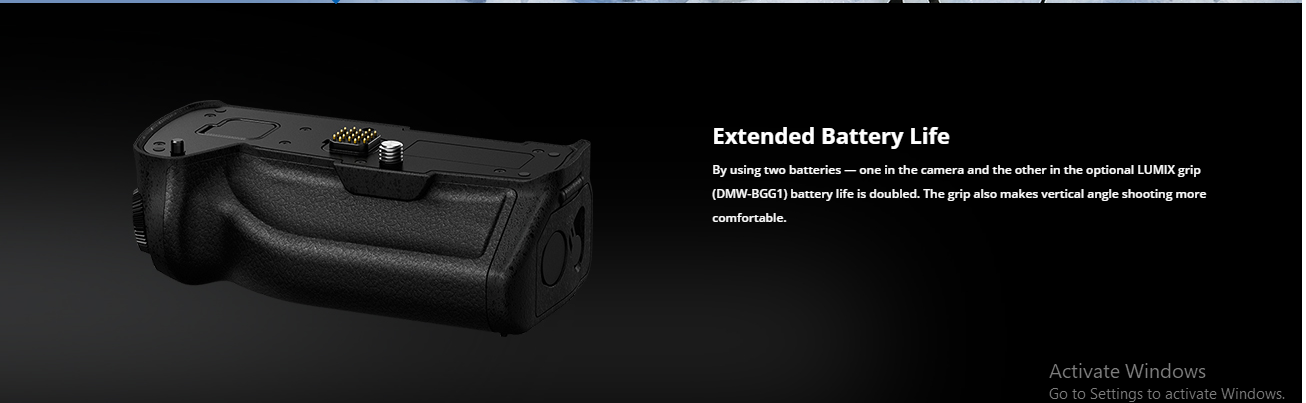 Extended Battery Life
By using two batteries — one in the camera and the other in the optional LUMIX grip
(DMW-BGG1) battery life is doubled. The grip also makes vertical angle shooting more
comfortable.
Activate Windows
Go to Settings to activate Windows.